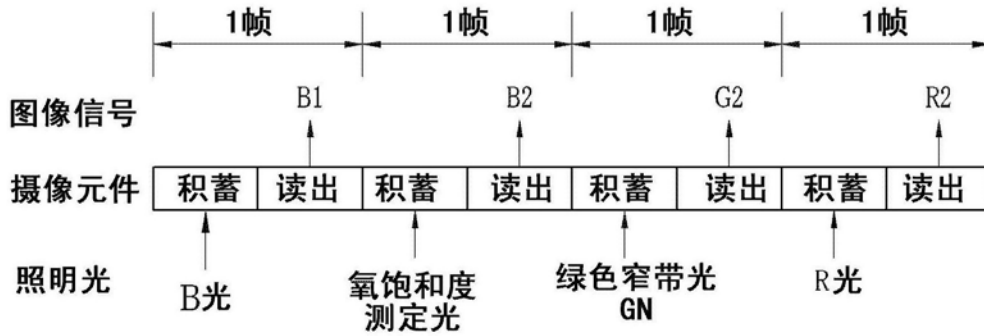 1帧 1帧 1帧 1帧
图像信号 B1 B2 G2 R2
摄像元件 积蓄 读出 积蓄 读出 积蓄 读出 积蓄 读出
照明光 B光 氧饱和度 绿色窄带光 R光
测定光 GN